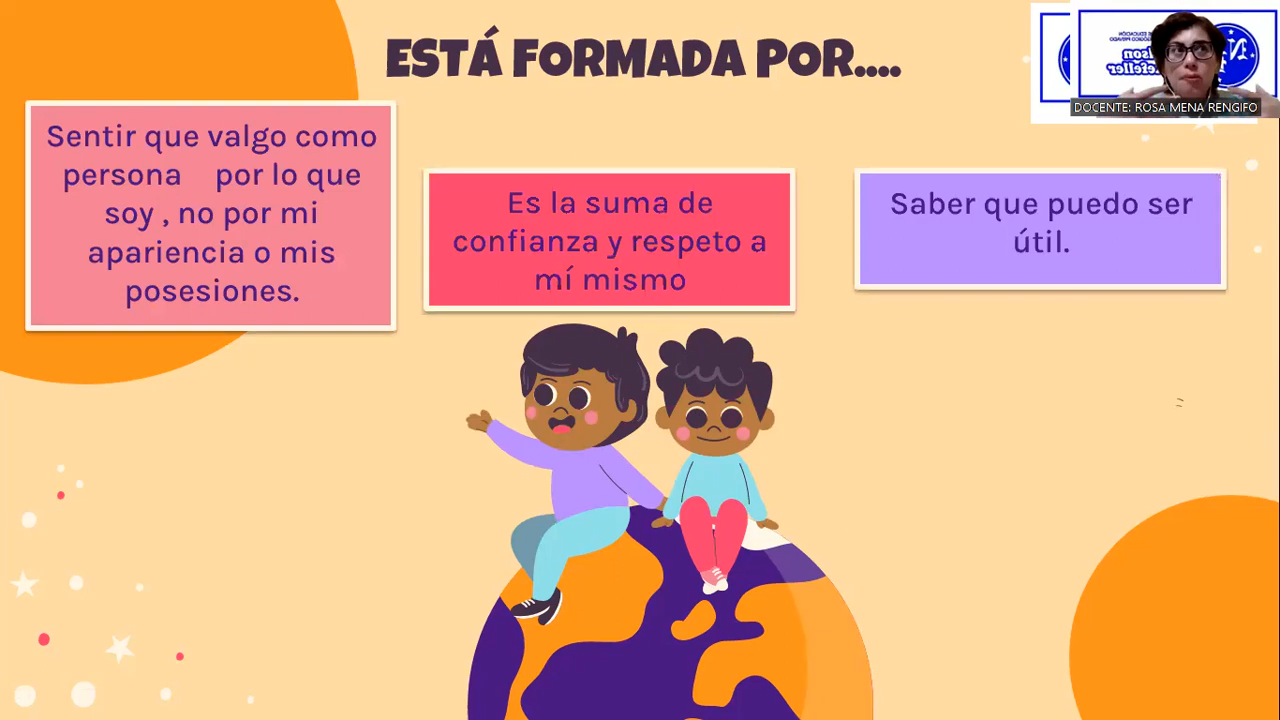 ESTÁ FORMADA POR....
Sentir que valgo como
persona por lo que
soy , no por mi
apariencia o mis
posesiones.
Es la suma de
confianza y respeto a
mí mismo
Saber que puedo ser
útil.
DOCENTE: ROSA MENA RENGIFO